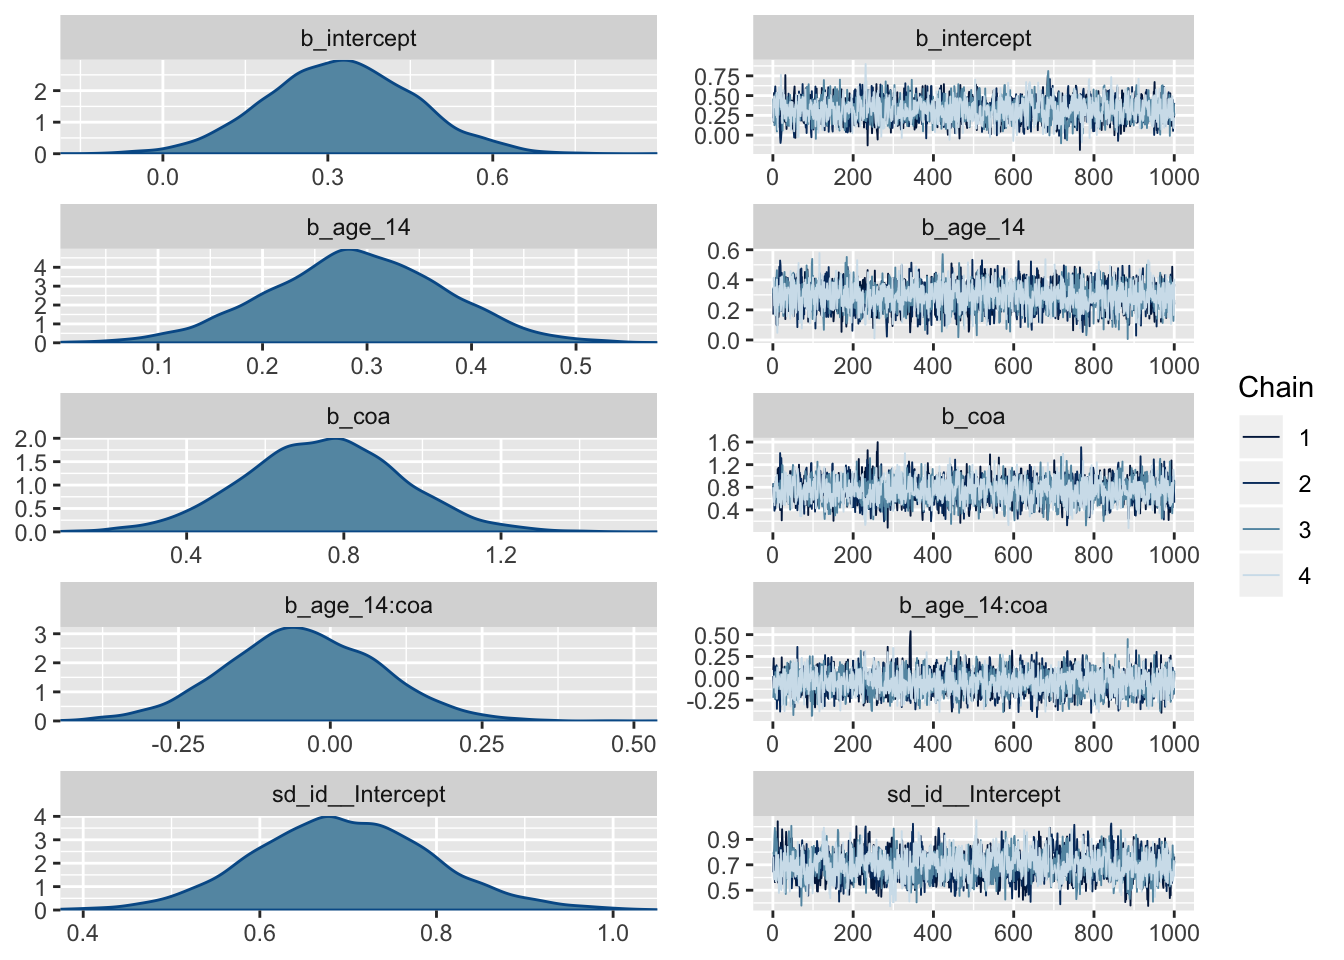 b_intercept
2
1
0
0.0 0.3 0.6
b_intercept
0.75
0.50
0.25
0.00
0 200 400 600 800 1000
b_age_14
4
3
2
1
0
0.1 0.2 0.3 0.4 0.5
b_age_14
0.6
0.4
0.2
0.0
0 200 400 600 800 1000
b_coa
2.0
1.5
1.0
0.5
0.0
0.4 0.8 1.2
b_coa
1.6
1.2
0.8
0.4
0 200 400 600 800 1000
b_age_14:coa
3
2
1
0
-0.25 0.00 0.25 0.50
b_age_14:coa
0.50
0.25
0.00
-0.25
0 200 400 600 800 1000
sd_id__Intercept
4
3
2
1
0
0.4 0.6 0.8 1.0
sd_id__Intercept
0.9
0.7
0.5
0 200 400 600 800 1000
Chain
1
2
3
4